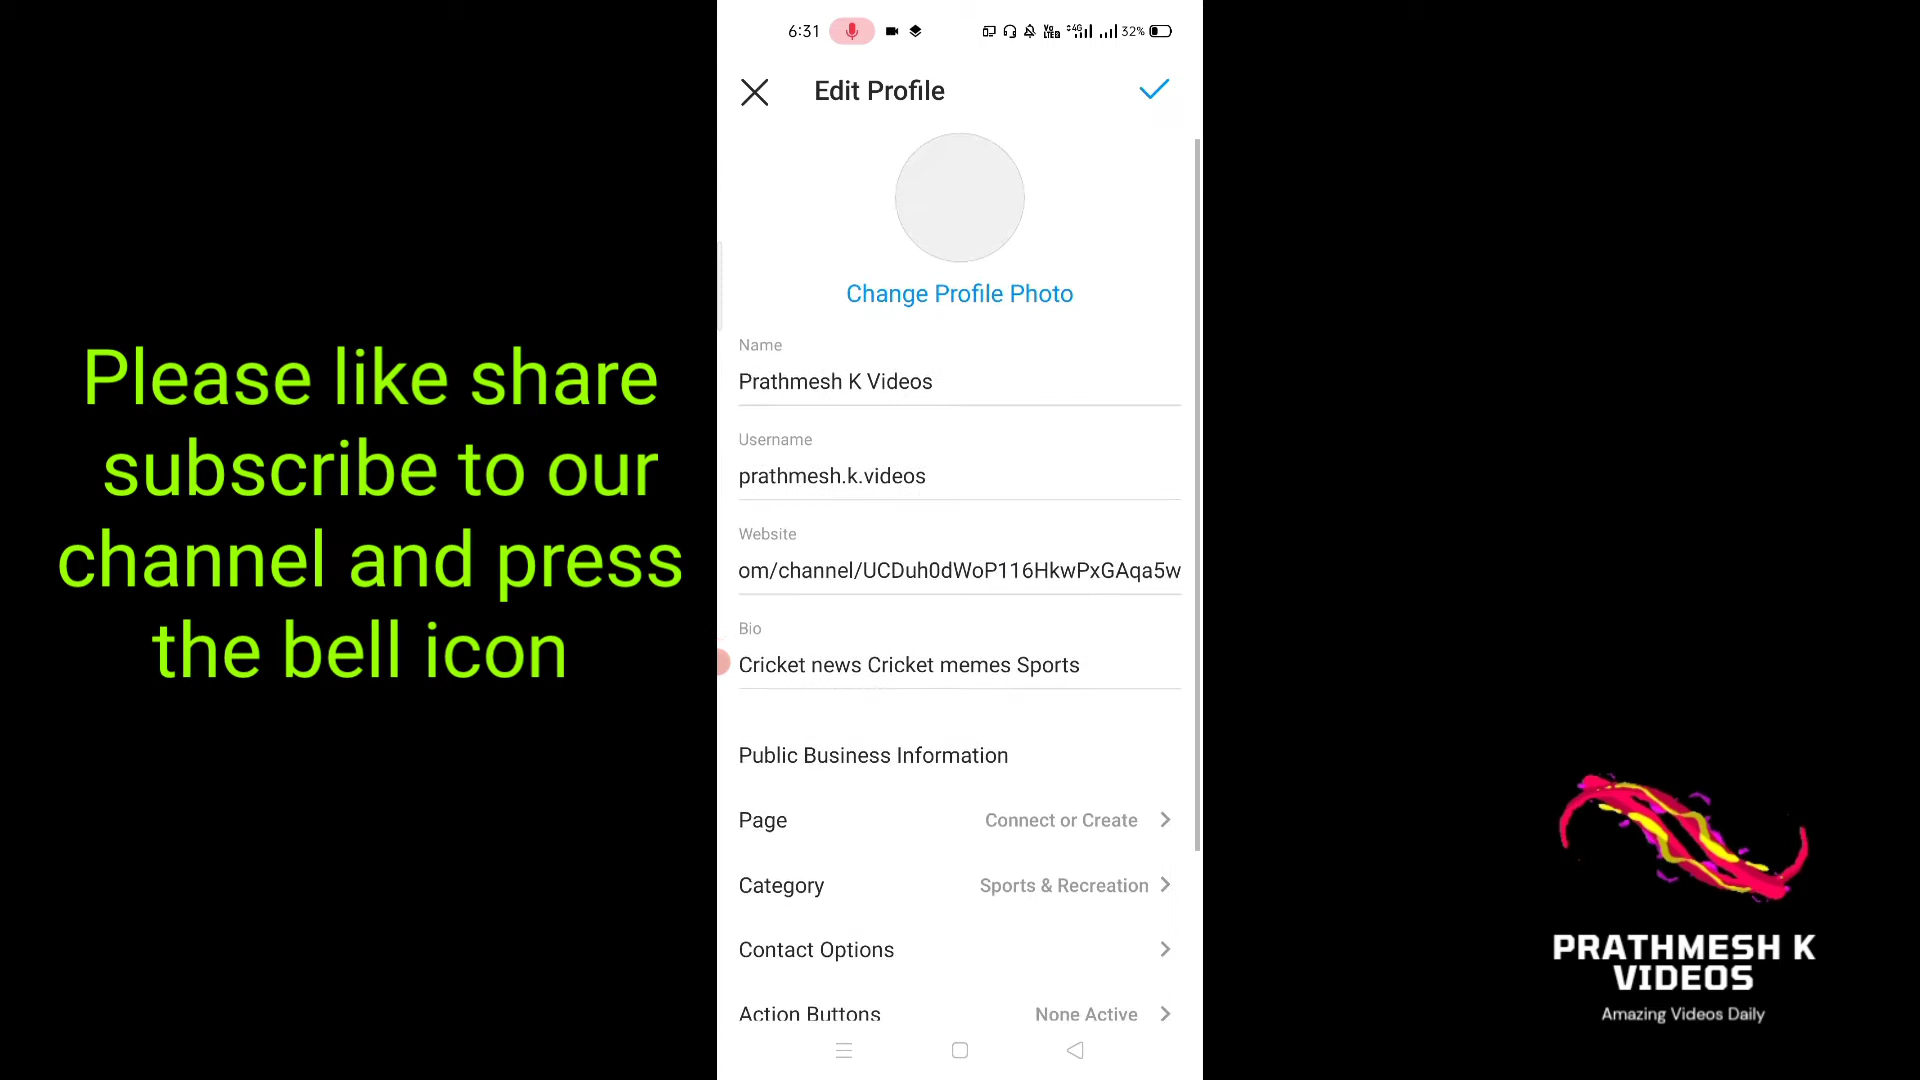 Please like share
subscribe to our
channel and press
the bell icon
6:31
Vo LTE 4G 32%
Edit Profile
Change Profile Photo
Name
Prathmesh K Videos
Username
prathmesh.k.videos
Website
om/channel/UCDuh0dWoP116HkwPxGAqa5w
Bio
Cricket news Cricket memes Sports
Public Business Information
Page Connect or Create
Category Sports & Recreation
Contact Options
Action Buttons None Active
PRATHMESH K
VIDEOS
Amazing Videos Daily